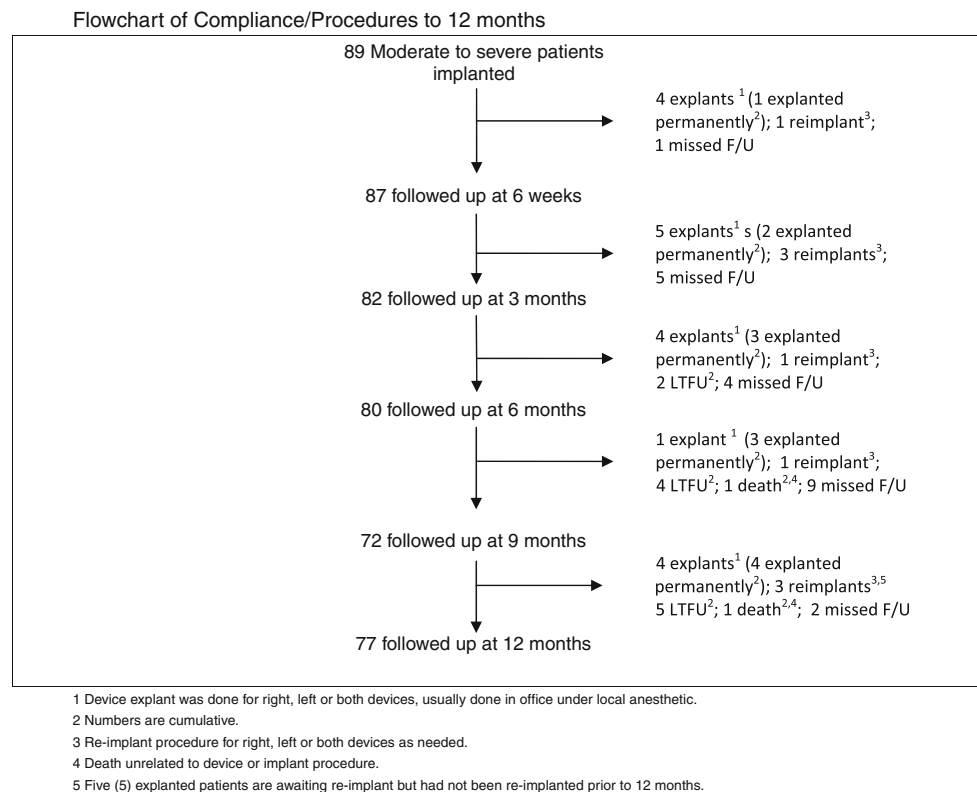 Flowchart of Compliance/Procedures to 12 months
89 Moderate to severe patients
implanted
4 explants ¹ (1 explanted
permanently²); 1 reimplant³;
1 missed F/U
87 followed up at 6 weeks
5 explants¹ s (2 explanted
permanently²); 3 reimplants³;
5 missed F/U
82 followed up at 3 months
4 explants¹ (3 explanted
permanently²); 1 reimplant³;
2 LTFU²; 4 missed F/U
80 followed up at 6 months
1 explant ¹ (3 explanted
permanently²); 1 reimplant³;
4 LTFU²; 1 death²,⁴; 9 missed F/U
72 followed up at 9 months
4 explants¹ (4 explanted
permanently²); 3 reimplants³,⁵
5 LTFU²; 1 death²,⁴; 2 missed F/U
77 followed up at 12 months
1 Device explant was done for right, left or both devices, usually done in office under local anesthetic.
2 Numbers are cumulative.
3 Re-implant procedure for right, left or both devices as needed.
4 Death unrelated to device or implant procedure.
5 Five (5) explanted patients are awaiting re-implant but had not been re-implanted prior to 12 months.